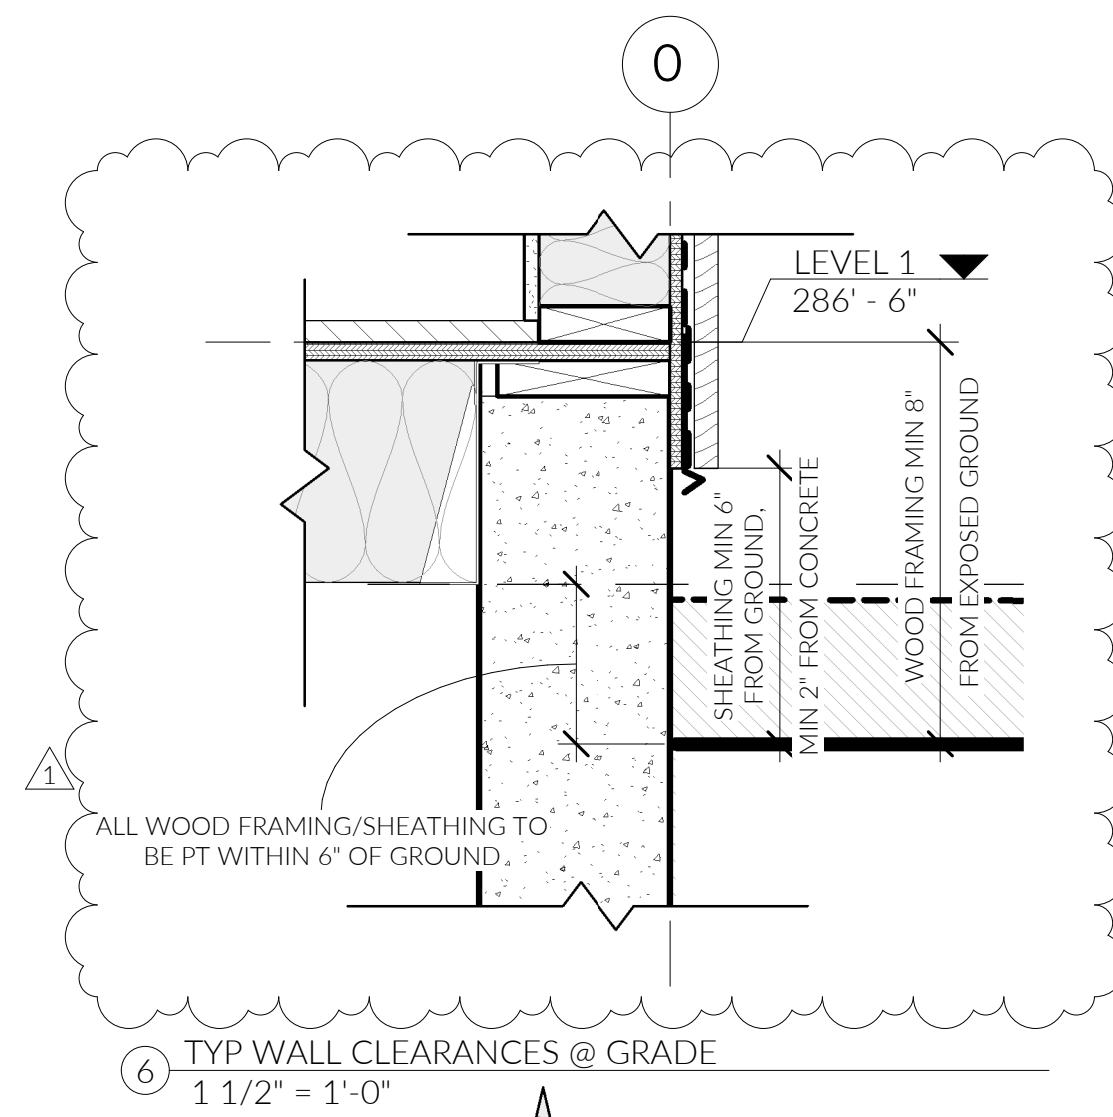 0
LEVEL 1
286' - 6"
SHEATHING MIN 6"
FROM GROUND,
MIN 2" FROM CONCRETE
WOOD FRAMING MIN 8"
FROM EXPOSED GROUND
1
ALL WOOD FRAMING/SHEATHING TO
BE PT WITHIN 6" OF GROUND
6
TYP WALL CLEARANCES @ GRADE
1 1/2" = 1'-0"